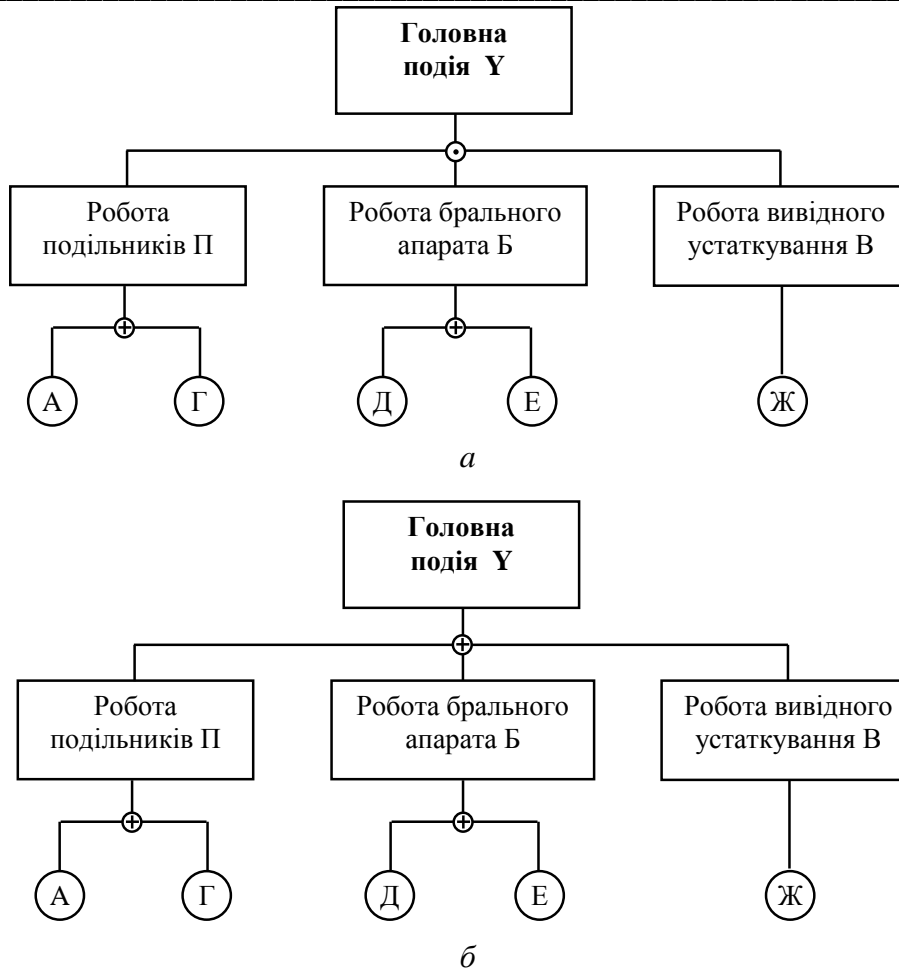 Головна
подія Y
Робота
подільників П
Робота брального
апарата Б
Робота вивідного
устаткування В
А
Г
Д
Е
Ж
а
Головна
подія Y
Робота
подільників П
Робота брального
апарата Б
Робота вивідного
устаткування В
А
Г
Д
Е
Ж
б